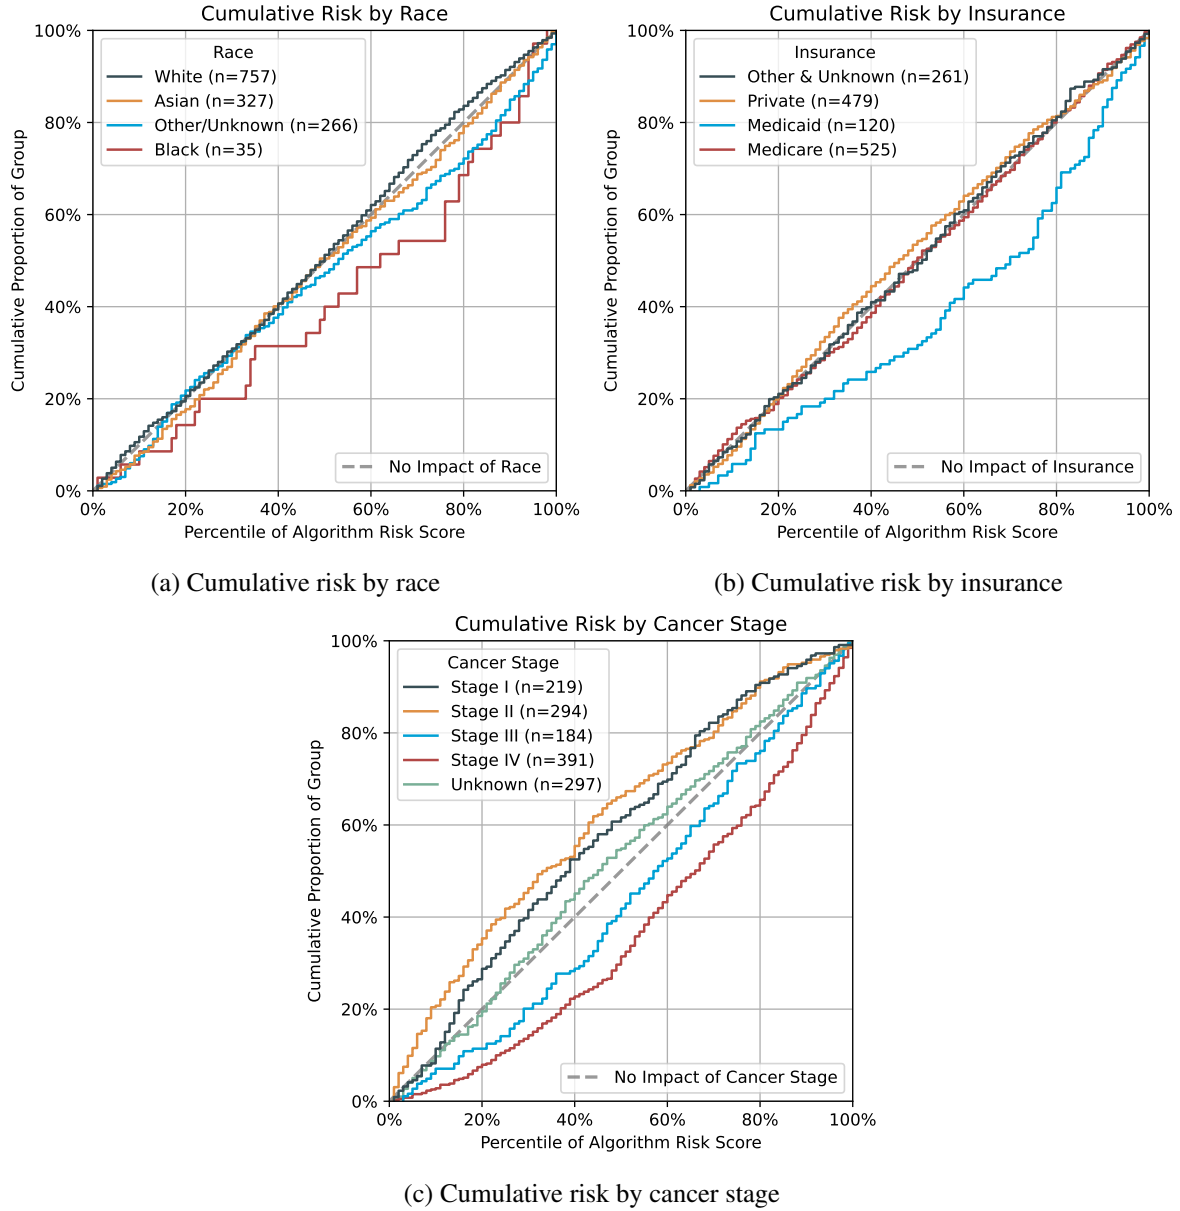 Cumulative Risk by Race
Cumulative Proportion of Group
100%
80%
60%
40%
20%
0%
Race
White (n=757)
Asian (n=327)
Other/Unknown (n=266)
Black (n=35)
No Impact of Race
0% 20% 40% 60% 80% 100%
Percentile of Algorithm Risk Score
(a) Cumulative risk by race
Cumulative Risk by Insurance
Cumulative Proportion of Group
100%
80%
60%
40%
20%
0%
Insurance
Other & Unknown (n=261)
Private (n=479)
Medicaid (n=120)
Medicare (n=525)
No Impact of Insurance
0% 20% 40% 60% 80% 100%
Percentile of Algorithm Risk Score
(b) Cumulative risk by insurance
Cumulative Risk by Cancer Stage
Cumulative Proportion of Group
100%
80%
60%
40%
20%
0%
Cancer Stage
Stage I (n=219)
Stage II (n=294)
Stage III (n=184)
Stage IV (n=391)
Unknown (n=297)
No Impact of Cancer Stage
0% 20% 40% 60% 80% 100%
Percentile of Algorithm Risk Score
(c) Cumulative risk by cancer stage